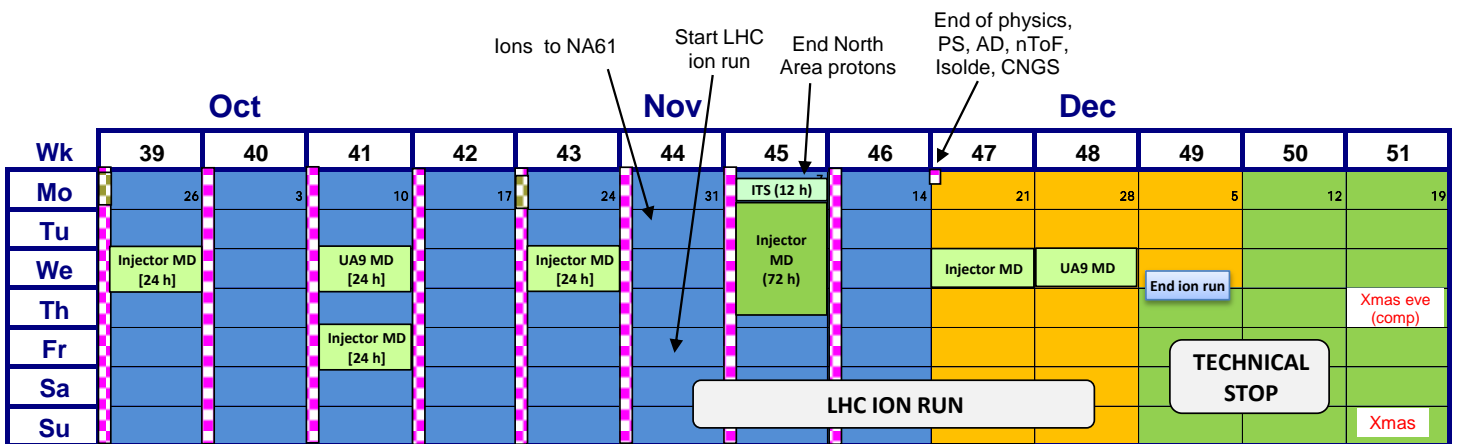 End of physics,
PS, AD, nToF,
Isolde, CNGS
Start LHC
ion run
Ions to NA61
End North
Area protons
Oct Nov Dec
Wk 39 40 41 42 43 44 45 46 47 48 49 50 51
Mo 26 3 10 17 24 31 7 14 21 28 5 12 19
ITS (12 h)
Tu
Injector
MD
(72 h)
We
Injector MD
[24 h]
UA9 MD
[24 h]
Injector MD
[24 h]
Injector MD
UA9 MD
End ion run
Th
Xmas eve
(comp)
Fr
Injector MD
[24 h]
TECHNICAL
STOP
Sa
LHC ION RUN
Su
Xmas